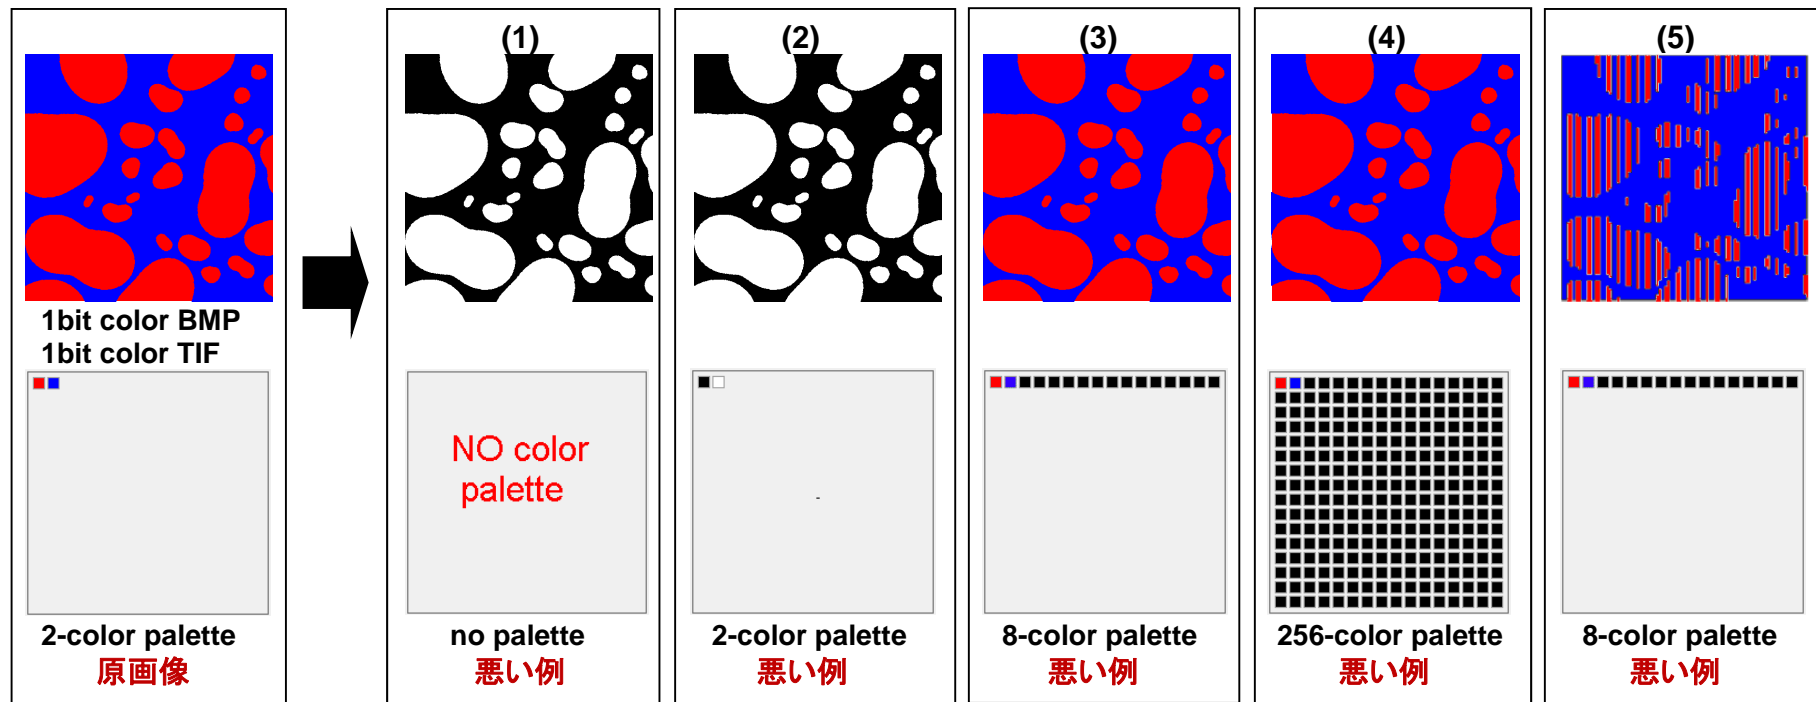 1bit color BMP
1bit color TIF
2-color palette
原画像
(1)
NO color
palette
no palette
悪い例
(2)
2-color palette
悪い例
(3)
8-color palette
悪い例
(4)
256-color palette
悪い例
(5)
8-color palette
悪い例